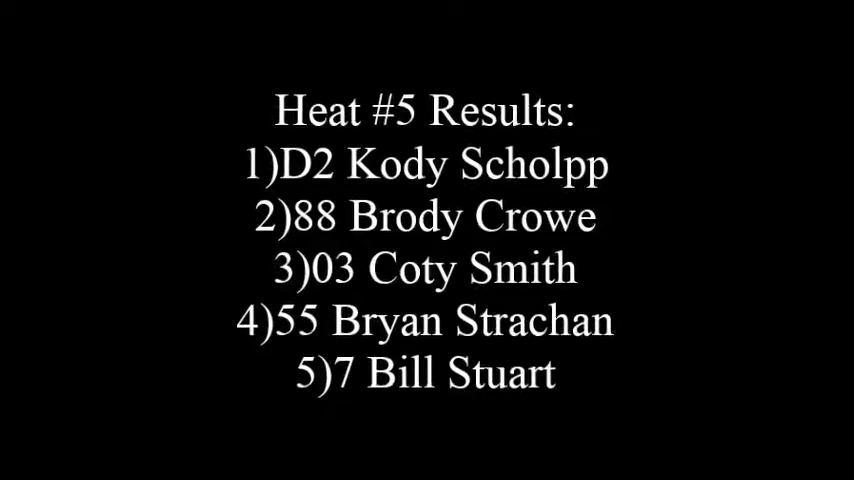 Heat #5 Results:
1)D2 Kody Scholpp
2)88 Brody Crowe
3)03 Coty Smith
4)55 Bryan Strachan
5)7 Bill Stuart